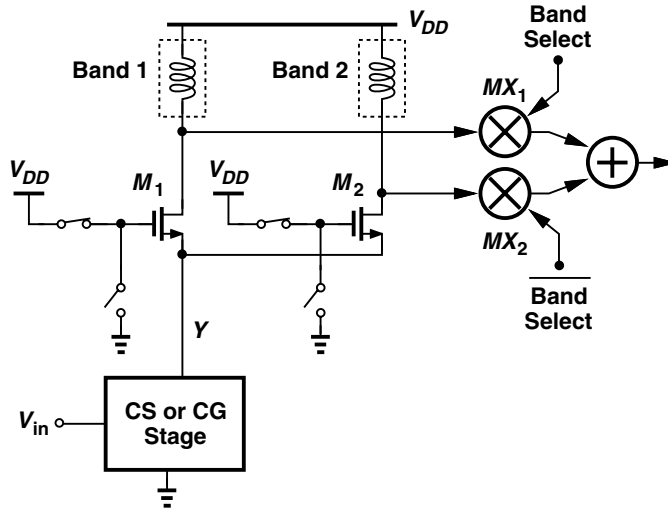 V_DD
Band
Select
Band 1
Band 2
MX_1
V_DD
M_1
V_DD
M_2
MX_2
Band
Select
Y
V_in
CS or CG
Stage